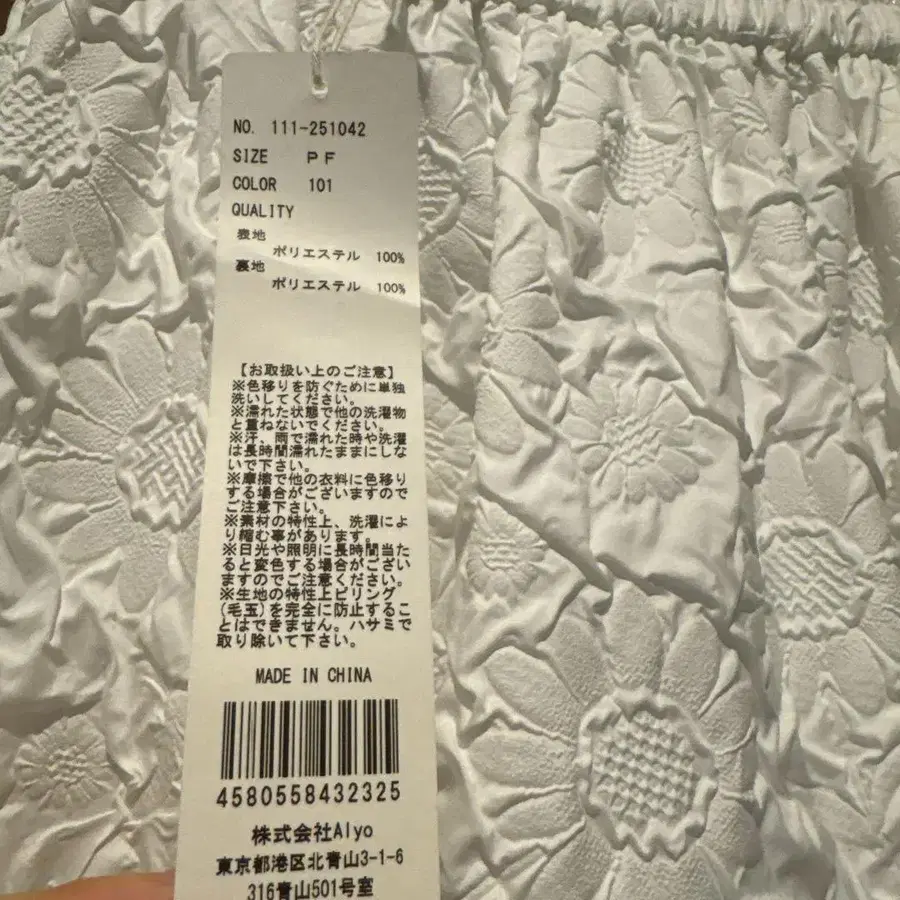 NO. 111-251042
SIZE PF
COLOR 101
QUALITY
表地
ポリエステル 100%
裏地
ポリエステル 100%
【お取扱い上のご注意】
※色移りを防ぐために単独
洗いしてください。
※濡れた状態で他の洗濯物
と重ねないでください。
※汗、雨で濡れた時や洗濯
は長時間濡れたままにしな
いで下さい。
※摩擦で他の衣料に色移り
する場合がございますので
ご注意下さい。
※素材の特性上、洗濯によ
り縮む事があります。
※日光や照明に長時間当た
ると変色する場合がござい
ますのでご注意ください。
※生地の特性上ピリング
(毛玉)を完全に防止するこ
とはできません。ハサミで
取り除いて下さい。
MADE IN CHINA
4580558432325
株式会社Alyo
東京都港区北青山3-1-6
316青山501号室